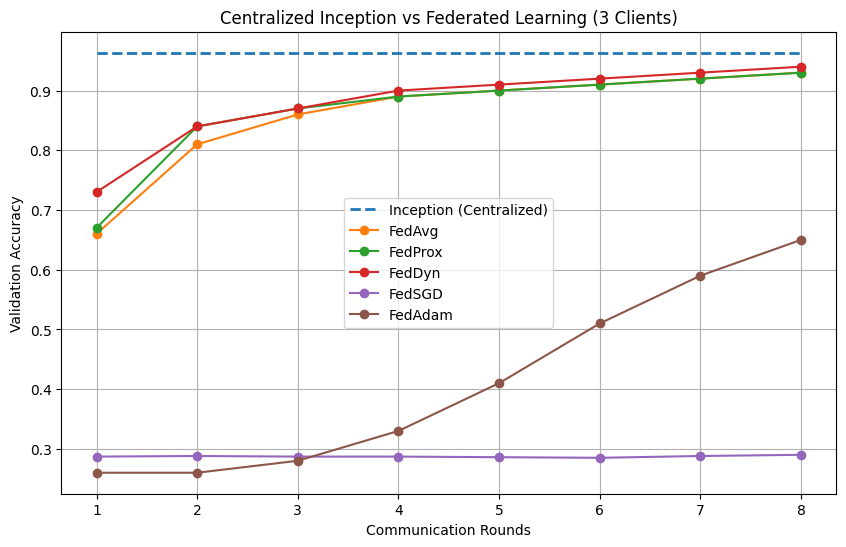 Centralized Inception vs Federated Learning (3 Clients)
Validation Accuracy
0.9
0.8
0.7
0.6
0.5
0.4
0.3
Inception (Centralized)
FedAvg
FedProx
FedDyn
FedSGD
FedAdam
1 2 3 4 5 6 7 8
Communication Rounds